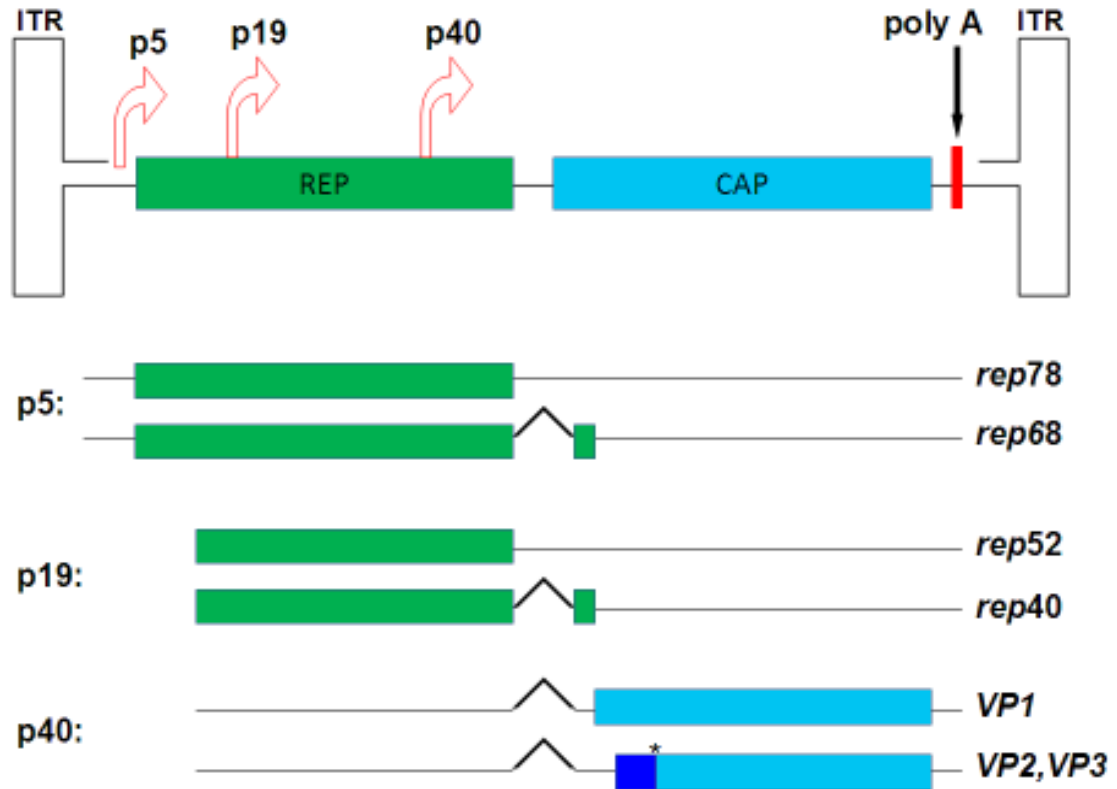 ITR p5 p19 p40 poly A ITR
REP CAP
rep78
p5:
rep68
rep52
p19:
rep40
VP1
p40:
* VP2,VP3